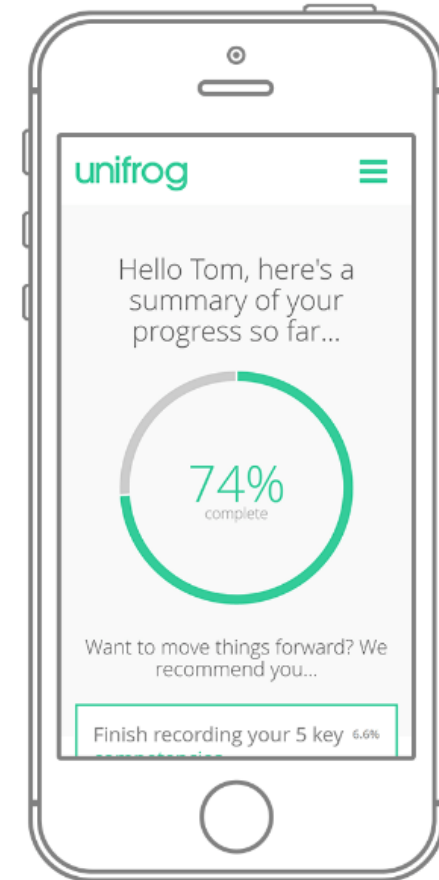 unifrog
Hello Tom, here's a
summary of your
progress so far...
74%
complete
Want to move things forward? We
recommend you...
Finish recording your 5 key 6.6%
competencies